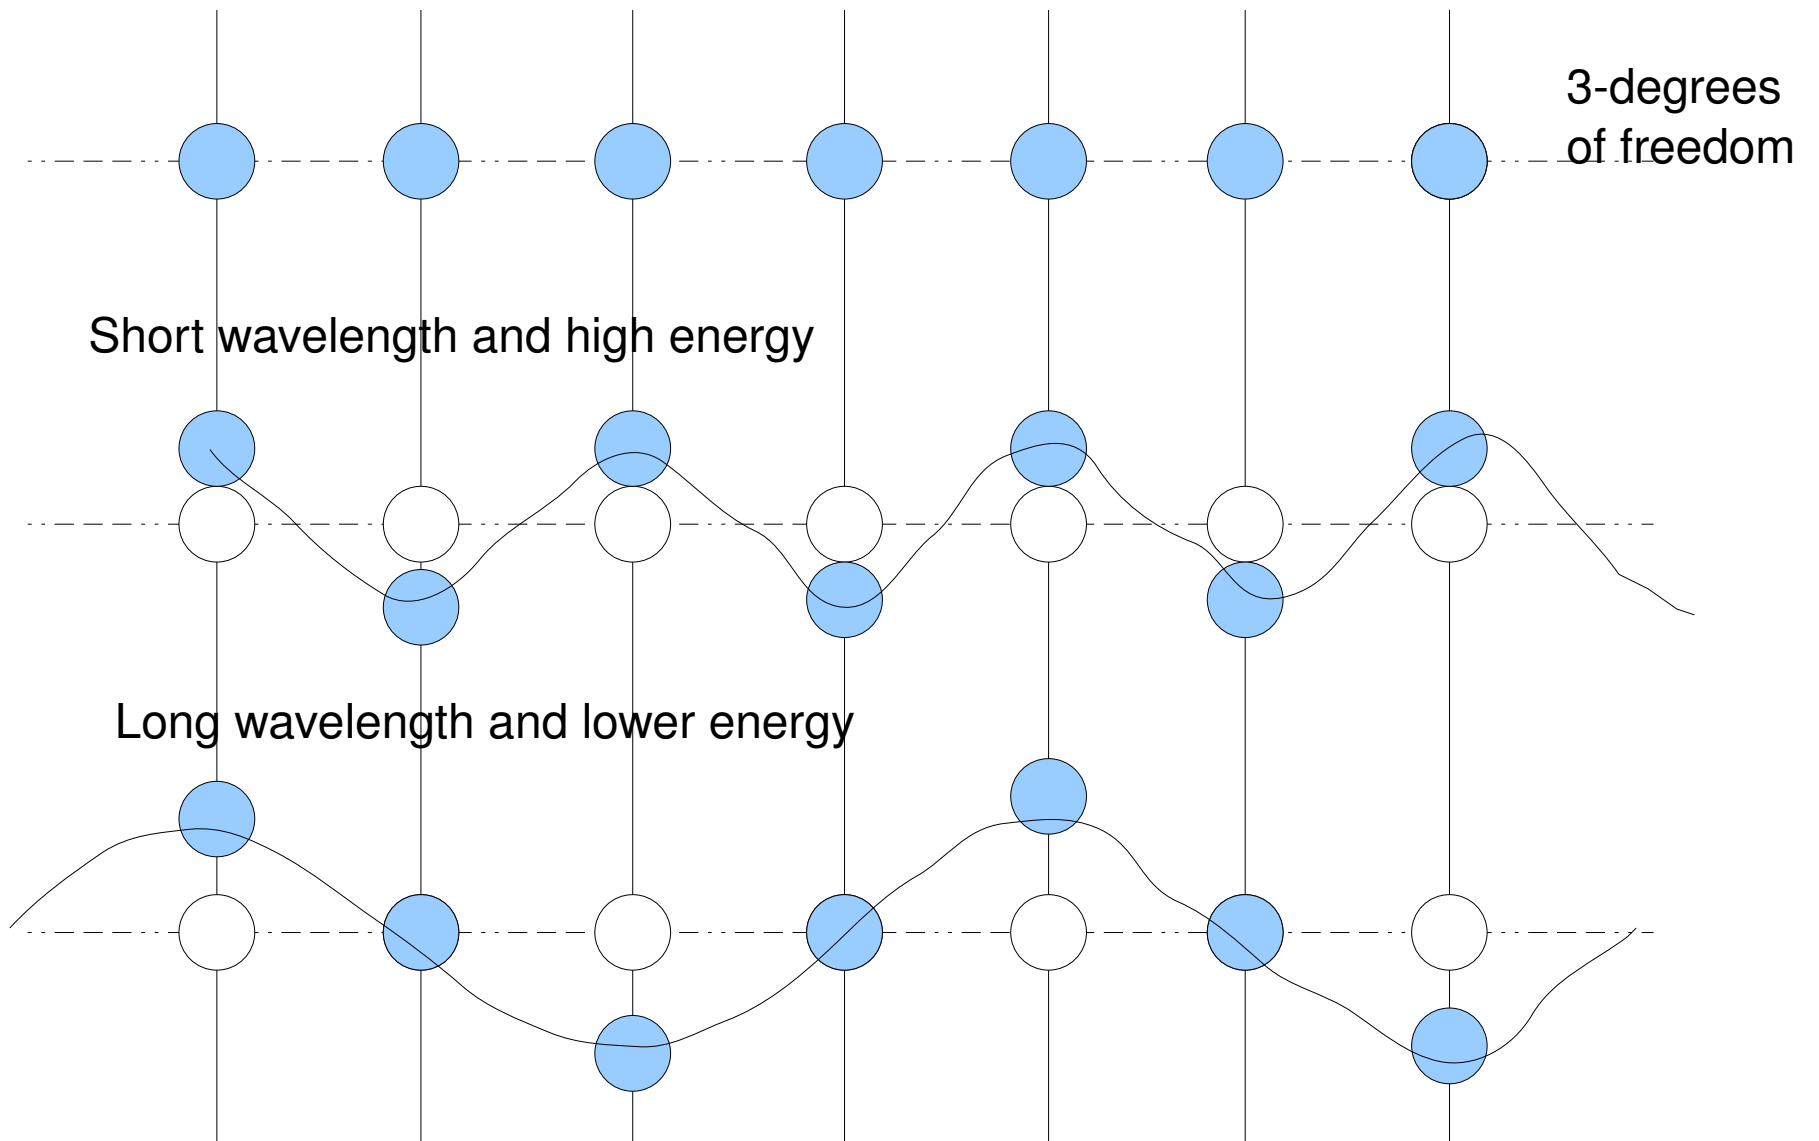 3-degrees
of freedom
Short wavelength and high energy
Long wavelength and lower energy